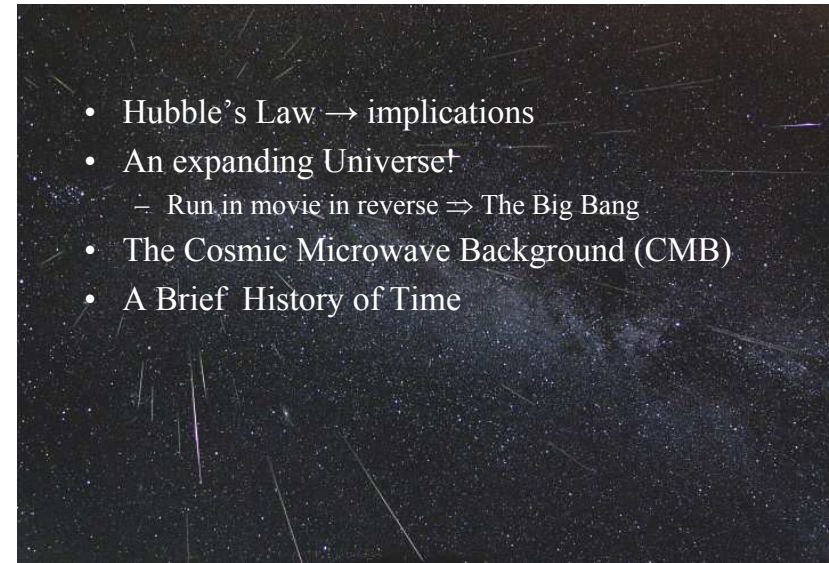 • Hubble's Law → implications
• An expanding Universe!
– Run in movie in reverse ⇒ The Big Bang
• The Cosmic Microwave Background (CMB)
• A Brief History of Time